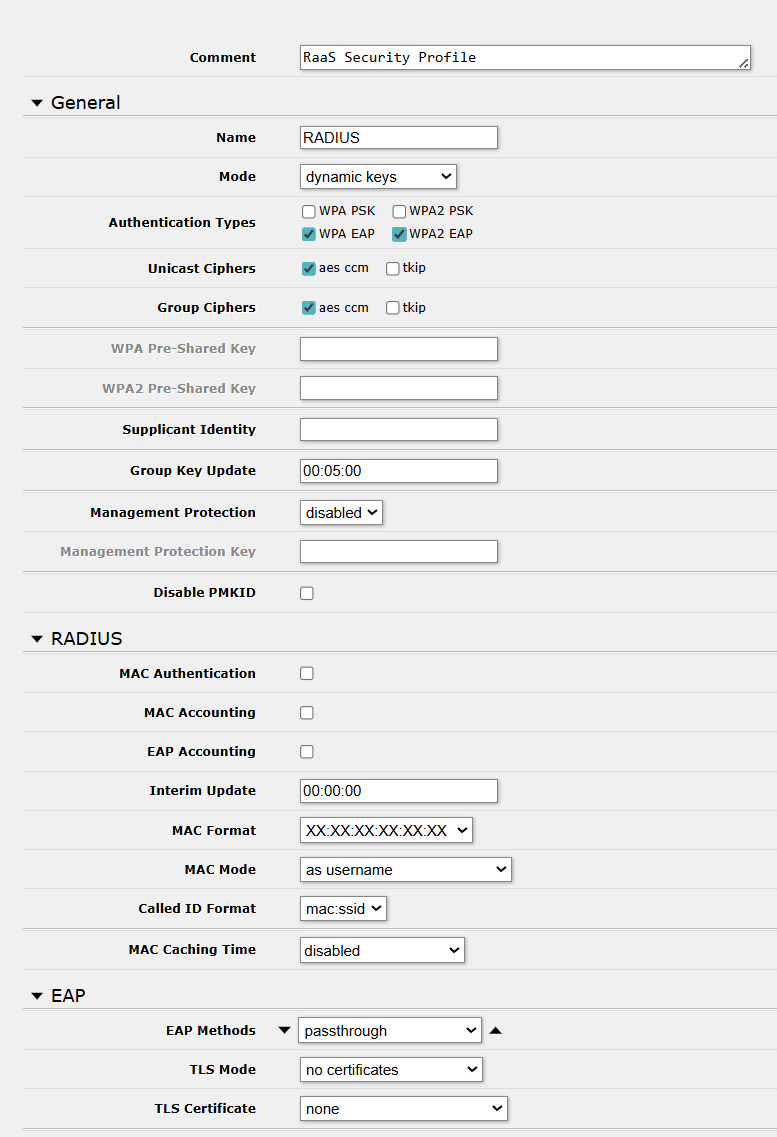 Comment RaaS Security Profile
General
Name RADIUS
Mode dynamic keys
Authentication Types WPA PSK WPA2 PSK
WPA EAP WPA2 EAP
Unicast Ciphers aes ccm tkip
Group Ciphers aes ccm tkip
WPA Pre-Shared Key
WPA2 Pre-Shared Key
Supplicant Identity
Group Key Update 00:05:00
Management Protection disabled
Management Protection Key
Disable PMKID
RADIUS
MAC Authentication
MAC Accounting
EAP Accounting
Interim Update 00:00:00
MAC Format XX:XX:XX:XX:XX:XX
MAC Mode as username
Called ID Format mac:ssid
MAC Caching Time disabled
EAP
EAP Methods passthrough
TLS Mode no certificates
TLS Certificate none